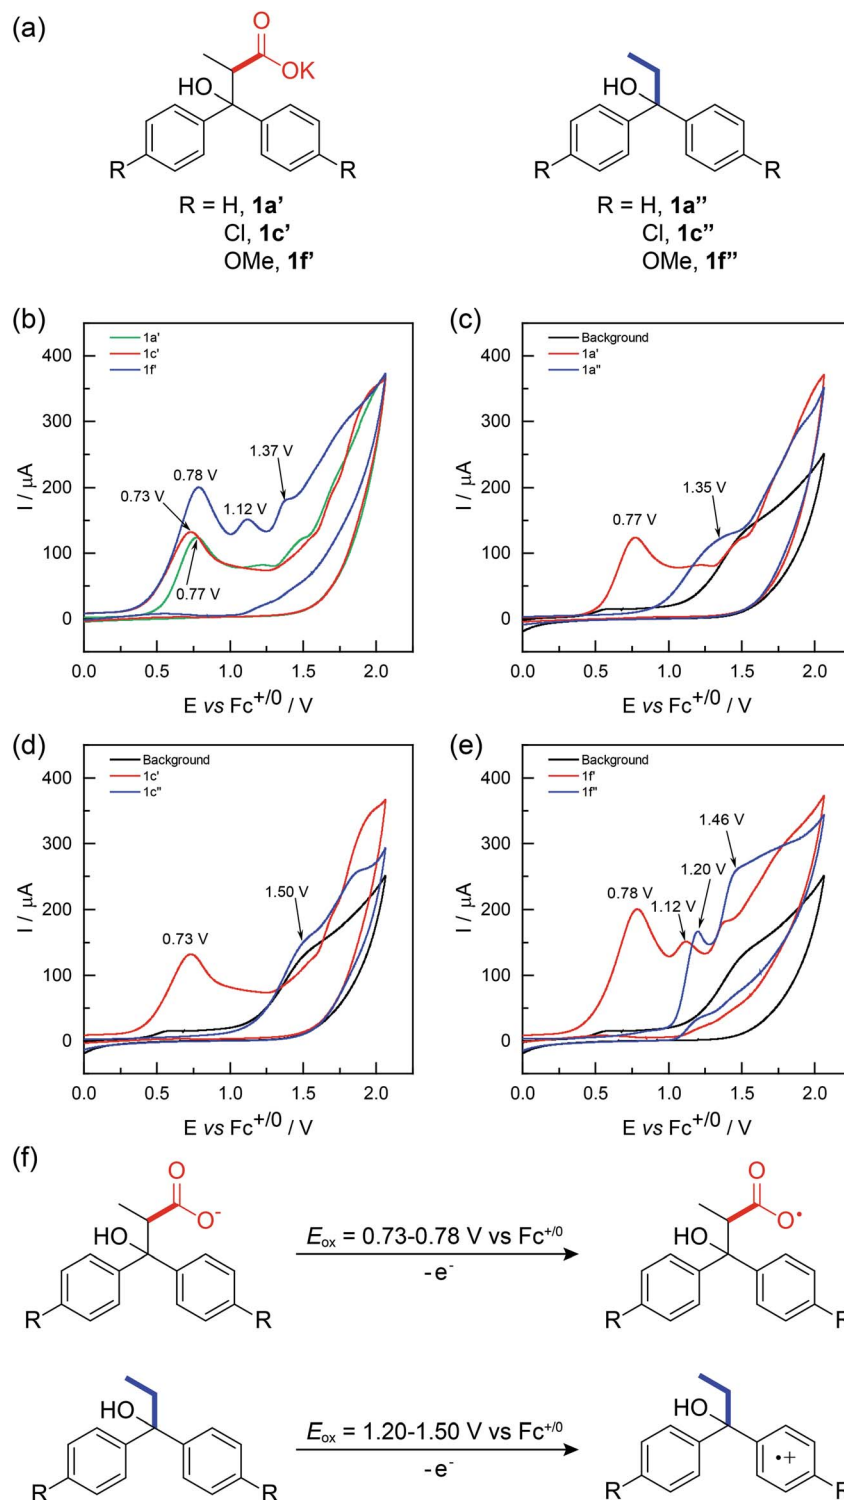 (a)
O
OK
HO
HO
R
R
R
R
R = H, 1a'
Cl, 1c'
OMe, 1f'
R = H, 1a"
Cl, 1c"
OMe, 1f"
(b)
400
300
200
100
0
I / µA
1a'
1c'
1f'
0.73 V
0.78 V
1.12 V
1.37 V
0.77 V
0.0
0.5
1.0
1.5
2.0
E vs Fc+/0 / V
(c)
400
300
200
100
0
I / µA
Background
1a'
1a"
0.77 V
1.35 V
0.0
0.5
1.0
1.5
2.0
E vs Fc+/0 / V
(d)
400
300
200
100
0
I / µA
Background
1c'
1c"
0.73 V
1.50 V
0.0
0.5
1.0
1.5
2.0
E vs Fc+/0 / V
(e)
400
300
200
100
0
I / µA
Background
1f'
1f"
0.78 V
1.12 V
1.20 V
1.46 V
0.0
0.5
1.0
1.5
2.0
E vs Fc+/0 / V
(f)
O
O-
HO
R
R
Eox = 0.73-0.78 V vs Fc+/0
-e-
O
O•
HO
R
R
HO
R
R
Eox = 1.20-1.50 V vs Fc+/0
-e-
HO
•+
R
R